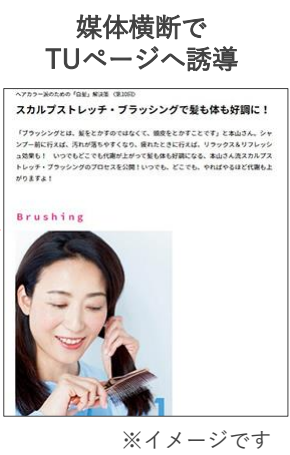 媒体横断で
TUページへ誘導
ヘアカラー派のための「白髪」解決策 〈第20回〉
スカルプストレッチ・ブラッシングで髪も体も好調に！
「ブラッシングとは、髪をとかすのではなくて、頭皮をとかすことです」と本山さん。シャ
ンプー前に行えば、汚れが落ちやすくなり、疲れたときに行えば、リラックス＆リフレッシ
ュ効果も！　いつでもどこでも代謝が上がって髪も体も好調になる、本山さん流スカルプス
トレッチ・ブラッシングのプロセスを公開！いつでも、どこでも、やればやるほど代謝も上
がりますよ！
Brushing
1
※イメージです